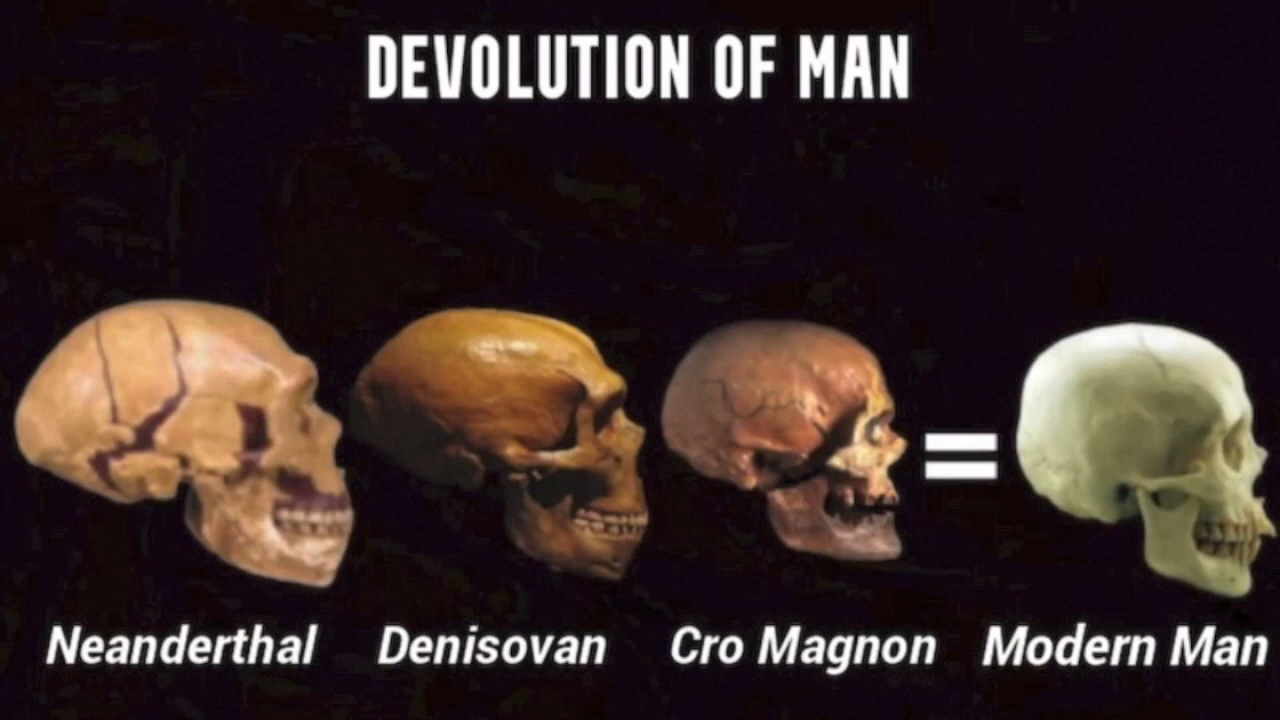 DEVOLUTION OF MAN
=
Neanderthal Denisovan Cro Magnon Modern Man